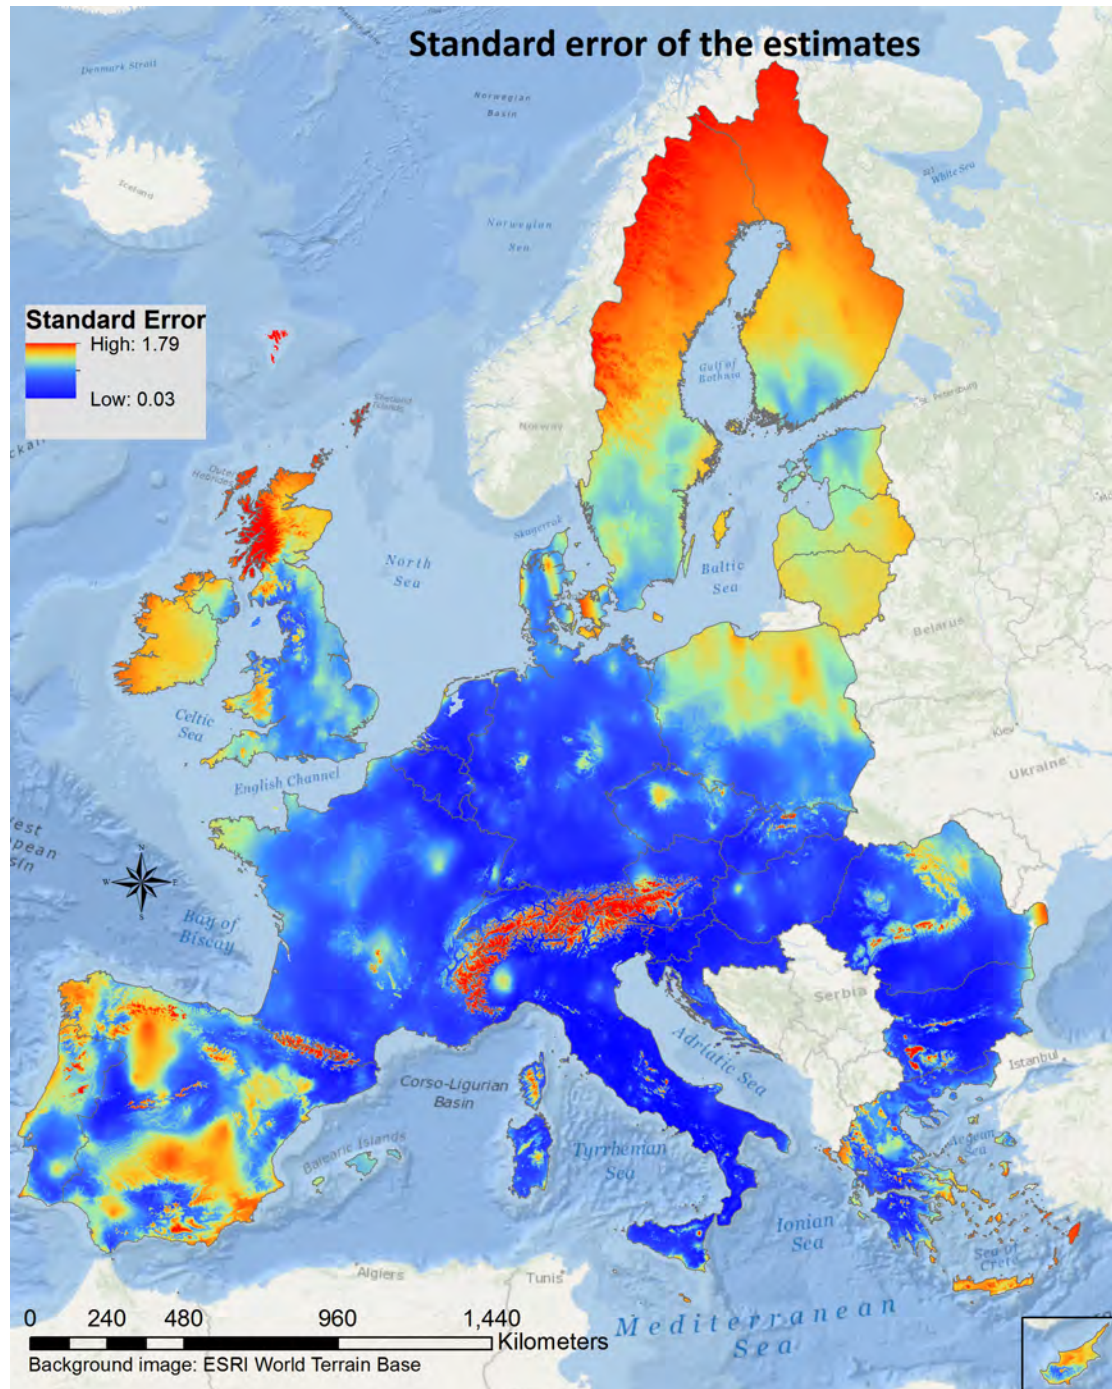 Standard error of the estimates
Denmark Strait
Norwegian
Basin
Iceland
White Sea
Norwegian
Sea
Standard Error
High: 1.79
Low: 0.03
Gulf of
Bothnia
St. Petersburg
Shetland
Islands
Norway
Outer
Hebrides
Skagerrak
North
Sea
Baltic
Sea
Belarus
Celtic
Sea
Kiev
English Channel
Ukraine
N
W
E
S
Bay of
Biscay
Serbia
Adriatic Sea
Istanbul
Corso-Ligurian
Basin
Balearic Islands
Tyrrhenian
Sea
Aegean
Sea
Ionian
Sea
Sea of
Crete
Algiers
Tunis
0 240 480 960 1,440
Kilometers
Mediterranean
Sea
Background image: ESRI World Terrain Base